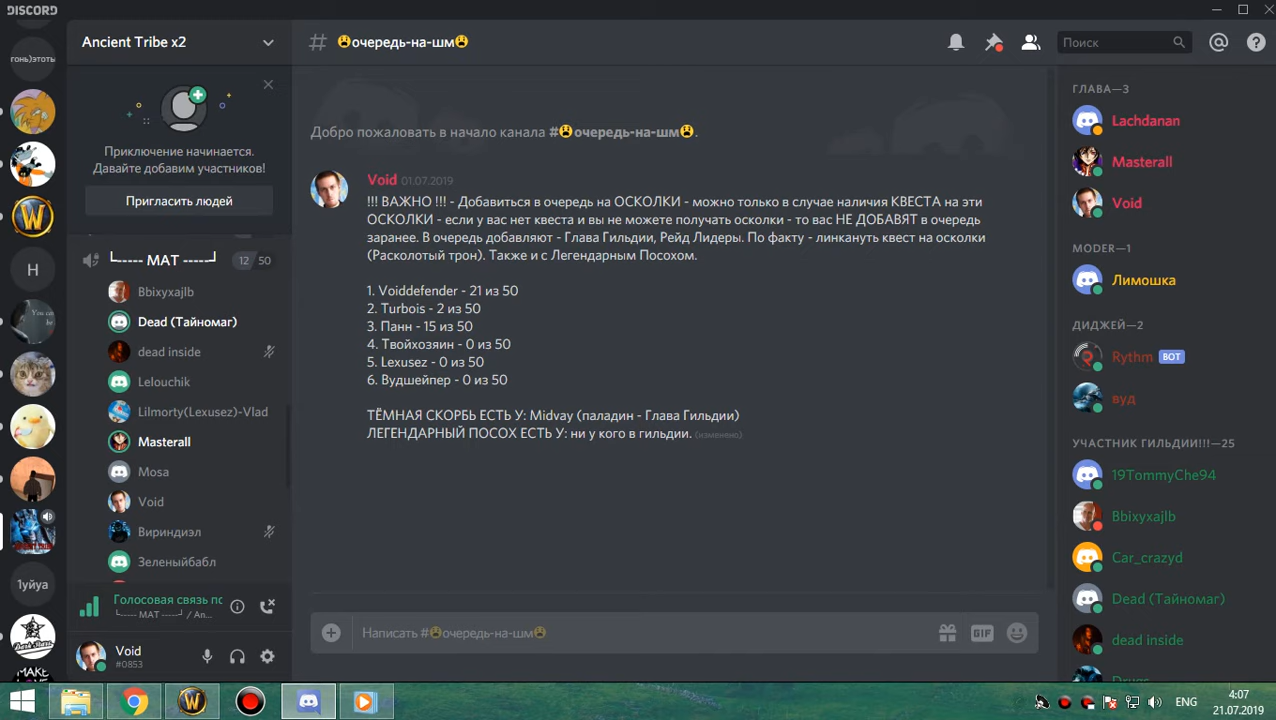 DISCORD
гонь)этоть
H
1уйуа
MAKE
Ancient Tribe x2
Приключение начинается.
Давайте добавим участников!
Пригласить людей
┗----- МАТ -----┛ 12 50
Bbixyxajlb
Dead (Тайномаг)
dead inside
Lelouchik
Lilmorty(Lexusez)-Vlad
Masterall
Mosa
Void
Вириндиэл
Зеленыйбабл
Голосовая связь по
┗----- МАТ -----┛ / An...
Void
#0853
# 😩очередь-на-шм😩
Поиск
Добро пожаловать в начало канала #😩очередь-на-шм😩.
Void 01.07.2019
!!! ВАЖНО !!! - Добавиться в очередь на ОСКОЛКИ - можно только в случае наличия КВЕСТА на эти
ОСКОЛКИ - если у вас нет квеста и вы не можете получать осколки - то вас НЕ ДОБАВЯТ в очередь
заранее. В очередь добавляют - Глава Гильдии, Рейд Лидеры. По факту - линкануть квест на осколки
(Расколотый трон). Также и с Легендарным Посохом.
1. Voiddefender - 21 из 50
2. Turbois - 2 из 50
3. Панн - 15 из 50
4. Твойхозяин - 0 из 50
5. Lexusez - 0 из 50
6. Вудшейпер - 0 из 50
ТЁМНАЯ СКОРБЬ ЕСТЬ У: Midvay (паладин - Глава Гильдии)
ЛЕГЕНДАРНЫЙ ПОСОХ ЕСТЬ У: ни у кого в гильдии. (изменено)
Написать #😩очередь-на-шм😩
GIF
ГЛАВА—3
Lachdanan
Masterall
Void
MODER—1
Лимошка
ДИДЖЕЙ—2
Rythm BOT
вуд
УЧАСТНИК ГИЛЬДИИ!!!—25
19TommyChe94
Bbixyxajlb
Car_crazyd
Dead (Тайномаг)
dead inside
Drugs
ENG
4:07
21.07.2019